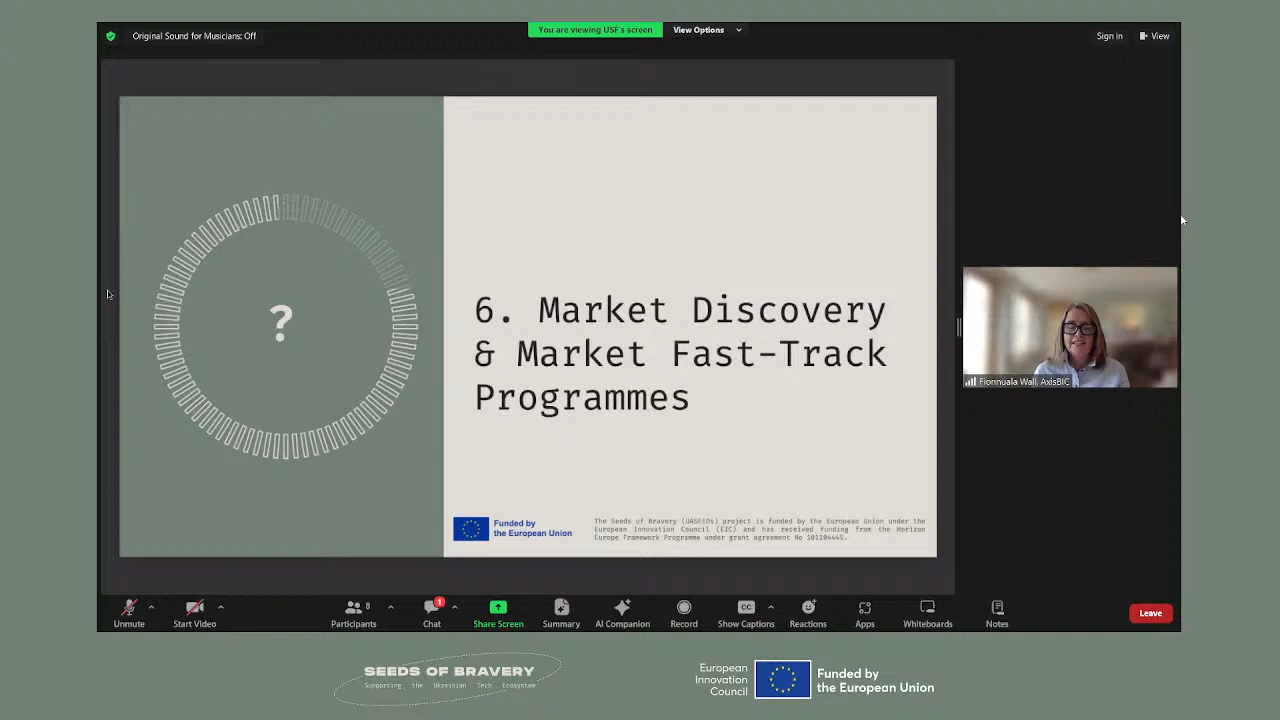 Original Sound for Musicians: Off
You are viewing USF's screen
View Options
Sign in
View
?
6. Market Discovery
& Market Fast-Track
Programmes
Funded by
the European Union
The Seeds of Bravery (UASEEDs) project is funded by the European Union under the
European Innovation Council (EIC) and has received funding from the Horizon
Europe Framework Programme under grant agreement No 101104445.
Fionnuala Wall, AxisBIC
8
1
CC
Unmute
Start Video
Participants
Chat
Share Screen
Summary
AI Companion
Record
Show Captions
Reactions
Apps
Whiteboards
Notes
Leave
SEEDS OF BRAVERY
Supporting the Ukrainian Tech Ecosystem
European
Innovation
Council
Funded by
the European Union